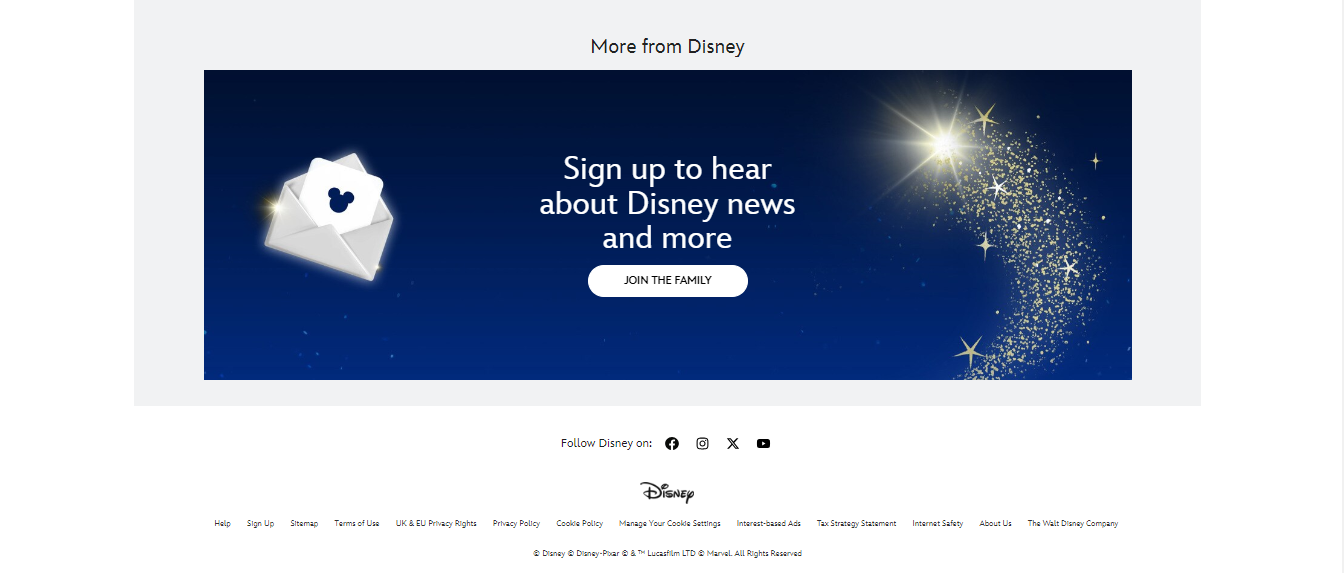 More from Disney
Sign up to hear
about Disney news
and more
JOIN THE FAMILY
Follow Disney on:
Disney
Help Sign Up Sitemap Terms of Use UK & EU Privacy Rights Privacy Policy Cookie Policy Manage Your Cookie Settings Interest-based Ads Tax Strategy Statement Internet Safety About Us The Walt Disney Company
© Disney © Disney-Pixar © & ™ Lucasfilm LTD © Marvel. All Rights Reserved